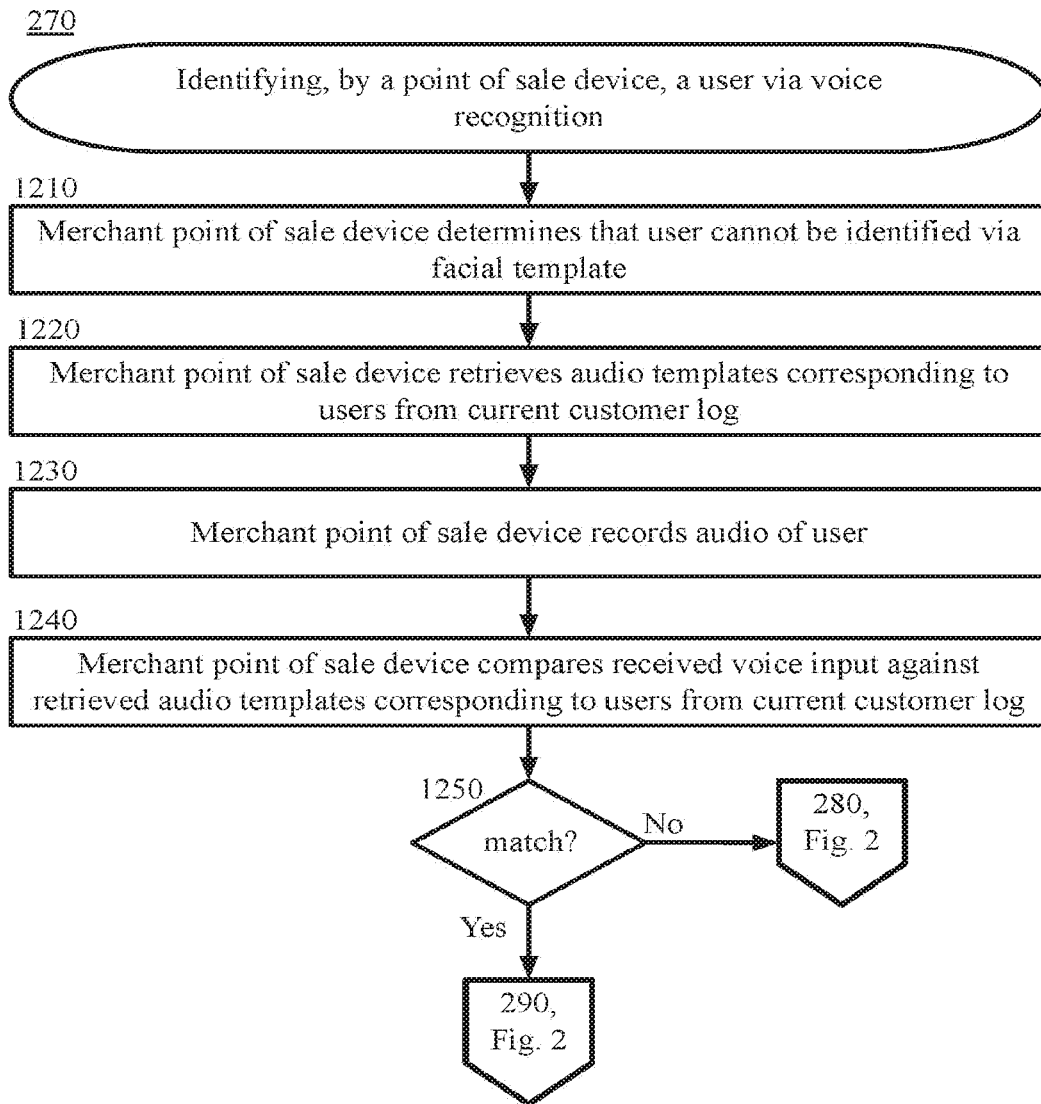 270
Identifying, by a point of sale device, a user via voice
recognition
1210
Merchant point of sale device determines that user cannot be identified via
facial template
1220
Merchant point of sale device retrieves audio templates corresponding to
users from current customer log
1230
Merchant point of sale device records audio of user
1240
Merchant point of sale device compares received voice input against
retrieved audio templates corresponding to users from current customer log
1250
match?
No
280,
Fig. 2
Yes
290,
Fig. 2